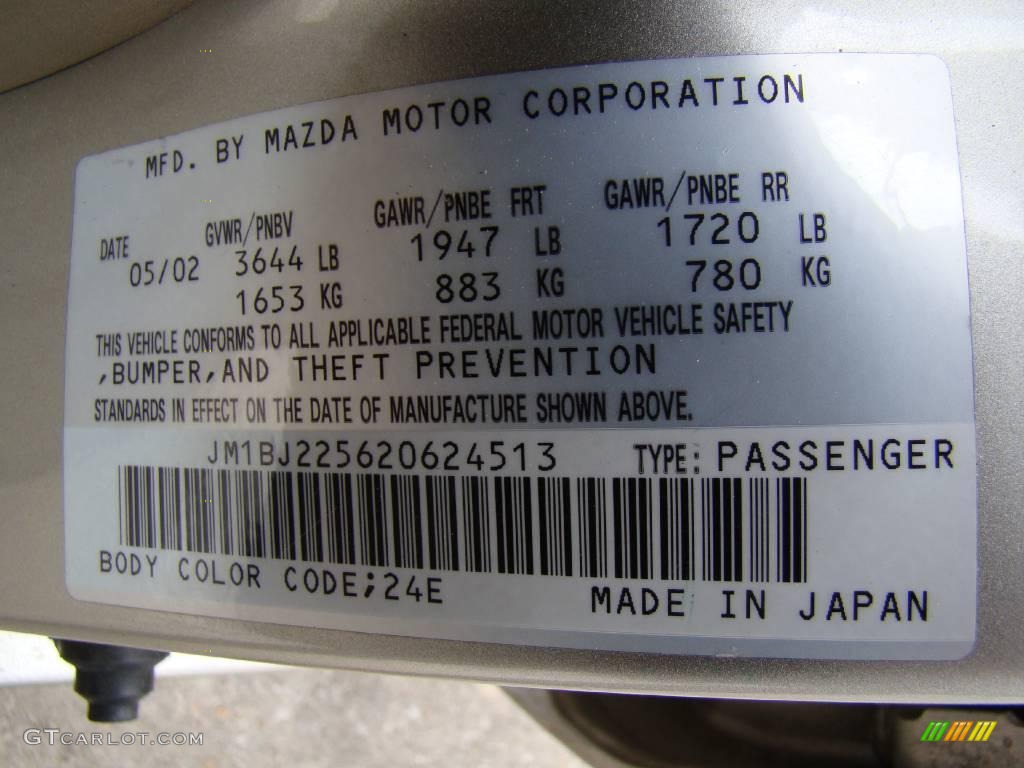 MFD. BY MAZDA MOTOR CORPORATION
DATE GVWR/PNBV GAWR/PNBE FRT GAWR/PNBE RR
05/02 3644 LB 1947 LB 1720 LB
1653 KG 883 KG 780 KG
THIS VEHICLE CONFORMS TO ALL APPLICABLE FEDERAL MOTOR VEHICLE SAFETY
,BUMPER,AND THEFT PREVENTION
STANDARDS IN EFFECT ON THE DATE OF MANUFACTURE SHOWN ABOVE.
JM1BJ225620624513 TYPE: PASSENGER
BODY COLOR CODE;24E MADE IN JAPAN
GTCARLOT.COM